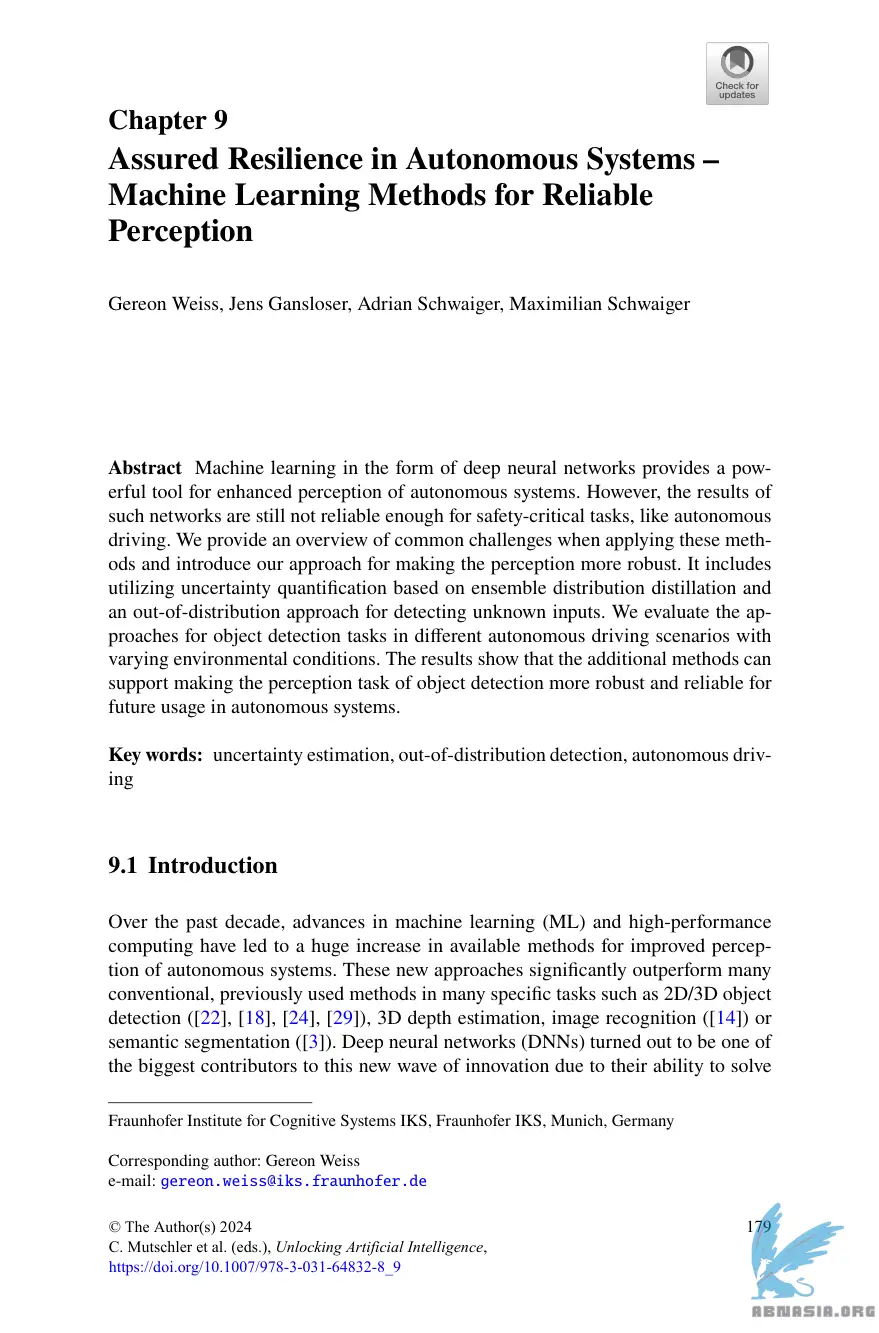 Check for
updates
Chapter 9
Assured Resilience in Autonomous Systems –
Machine Learning Methods for Reliable
Perception
Gereon Weiss, Jens Gansloser, Adrian Schwaiger, Maximilian Schwaiger
Abstract Machine learning in the form of deep neural networks provides a pow-
erful tool for enhanced perception of autonomous systems. However, the results of
such networks are still not reliable enough for safety-critical tasks, like autonomous
driving. We provide an overview of common challenges when applying these meth-
ods and introduce our approach for making the perception more robust. It includes
utilizing uncertainty quantification based on ensemble distribution distillation and
an out-of-distribution approach for detecting unknown inputs. We evaluate the ap-
proaches for object detection tasks in different autonomous driving scenarios with
varying environmental conditions. The results show that the additional methods can
support making the perception task of object detection more robust and reliable for
future usage in autonomous systems.
Key words: uncertainty estimation, out-of-distribution detection, autonomous driv-
ing
9.1 Introduction
Over the past decade, advances in machine learning (ML) and high-performance
computing have led to a huge increase in available methods for improved percep-
tion of autonomous systems. These new approaches significantly outperform many
conventional, previously used methods in many specific tasks such as 2D/3D object
detection ([22], [18], [24], [29]), 3D depth estimation, image recognition ([14]) or
semantic segmentation ([3]). Deep neural networks (DNNs) turned out to be one of
the biggest contributors to this new wave of innovation due to their ability to solve
Fraunhofer Institute for Cognitive Systems IKS, Fraunhofer IKS, Munich, Germany
Corresponding author: Gereon Weiss
e-mail: gereon.weiss@iks.fraunhofer.de
© The Author(s) 2024
179
C. Mutschler et al. (eds.), Unlocking Artificial Intelligence,
https://doi.org/10.1007/978-3-031-64832-8_9
ABNASIA.ORG